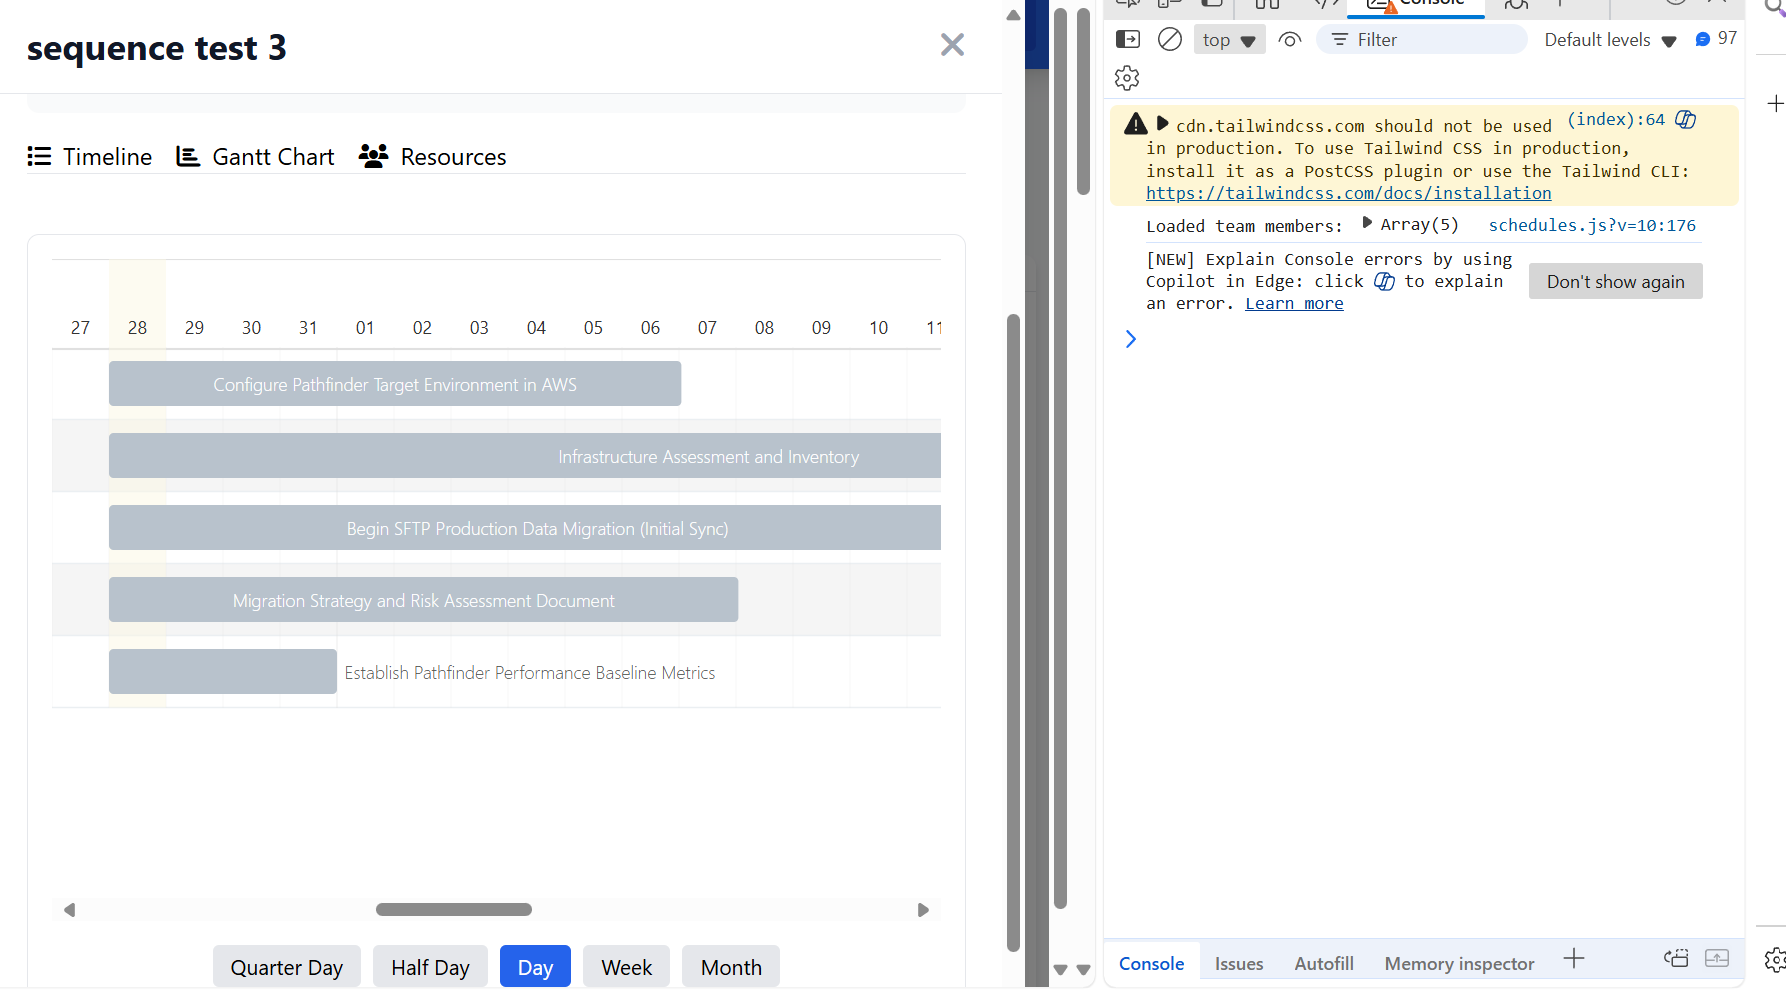 sequence test 3
Timeline
Gantt Chart
Resources
27 28 29 30 31 01 02 03 04 05 06 07 08 09 10 11
Configure Pathfinder Target Environment in AWS
Infrastructure Assessment and Inventory
Begin SFTP Production Data Migration (Initial Sync)
Migration Strategy and Risk Assessment Document
Establish Pathfinder Performance Baseline Metrics
Quarter Day
Half Day
Day
Week
Month
Console
top
Filter
Default levels
97
cdn.tailwindcss.com should not be used (index):64
in production. To use Tailwind CSS in production,
install it as a PostCSS plugin or use the Tailwind CLI:
https://tailwindcss.com/docs/installation
Loaded team members: Array(5) schedules.js?v=10:176
[NEW] Explain Console errors by using
Copilot in Edge: click to explain
an error. Learn more
Don't show again
Console
Issues
Autofill
Memory inspector